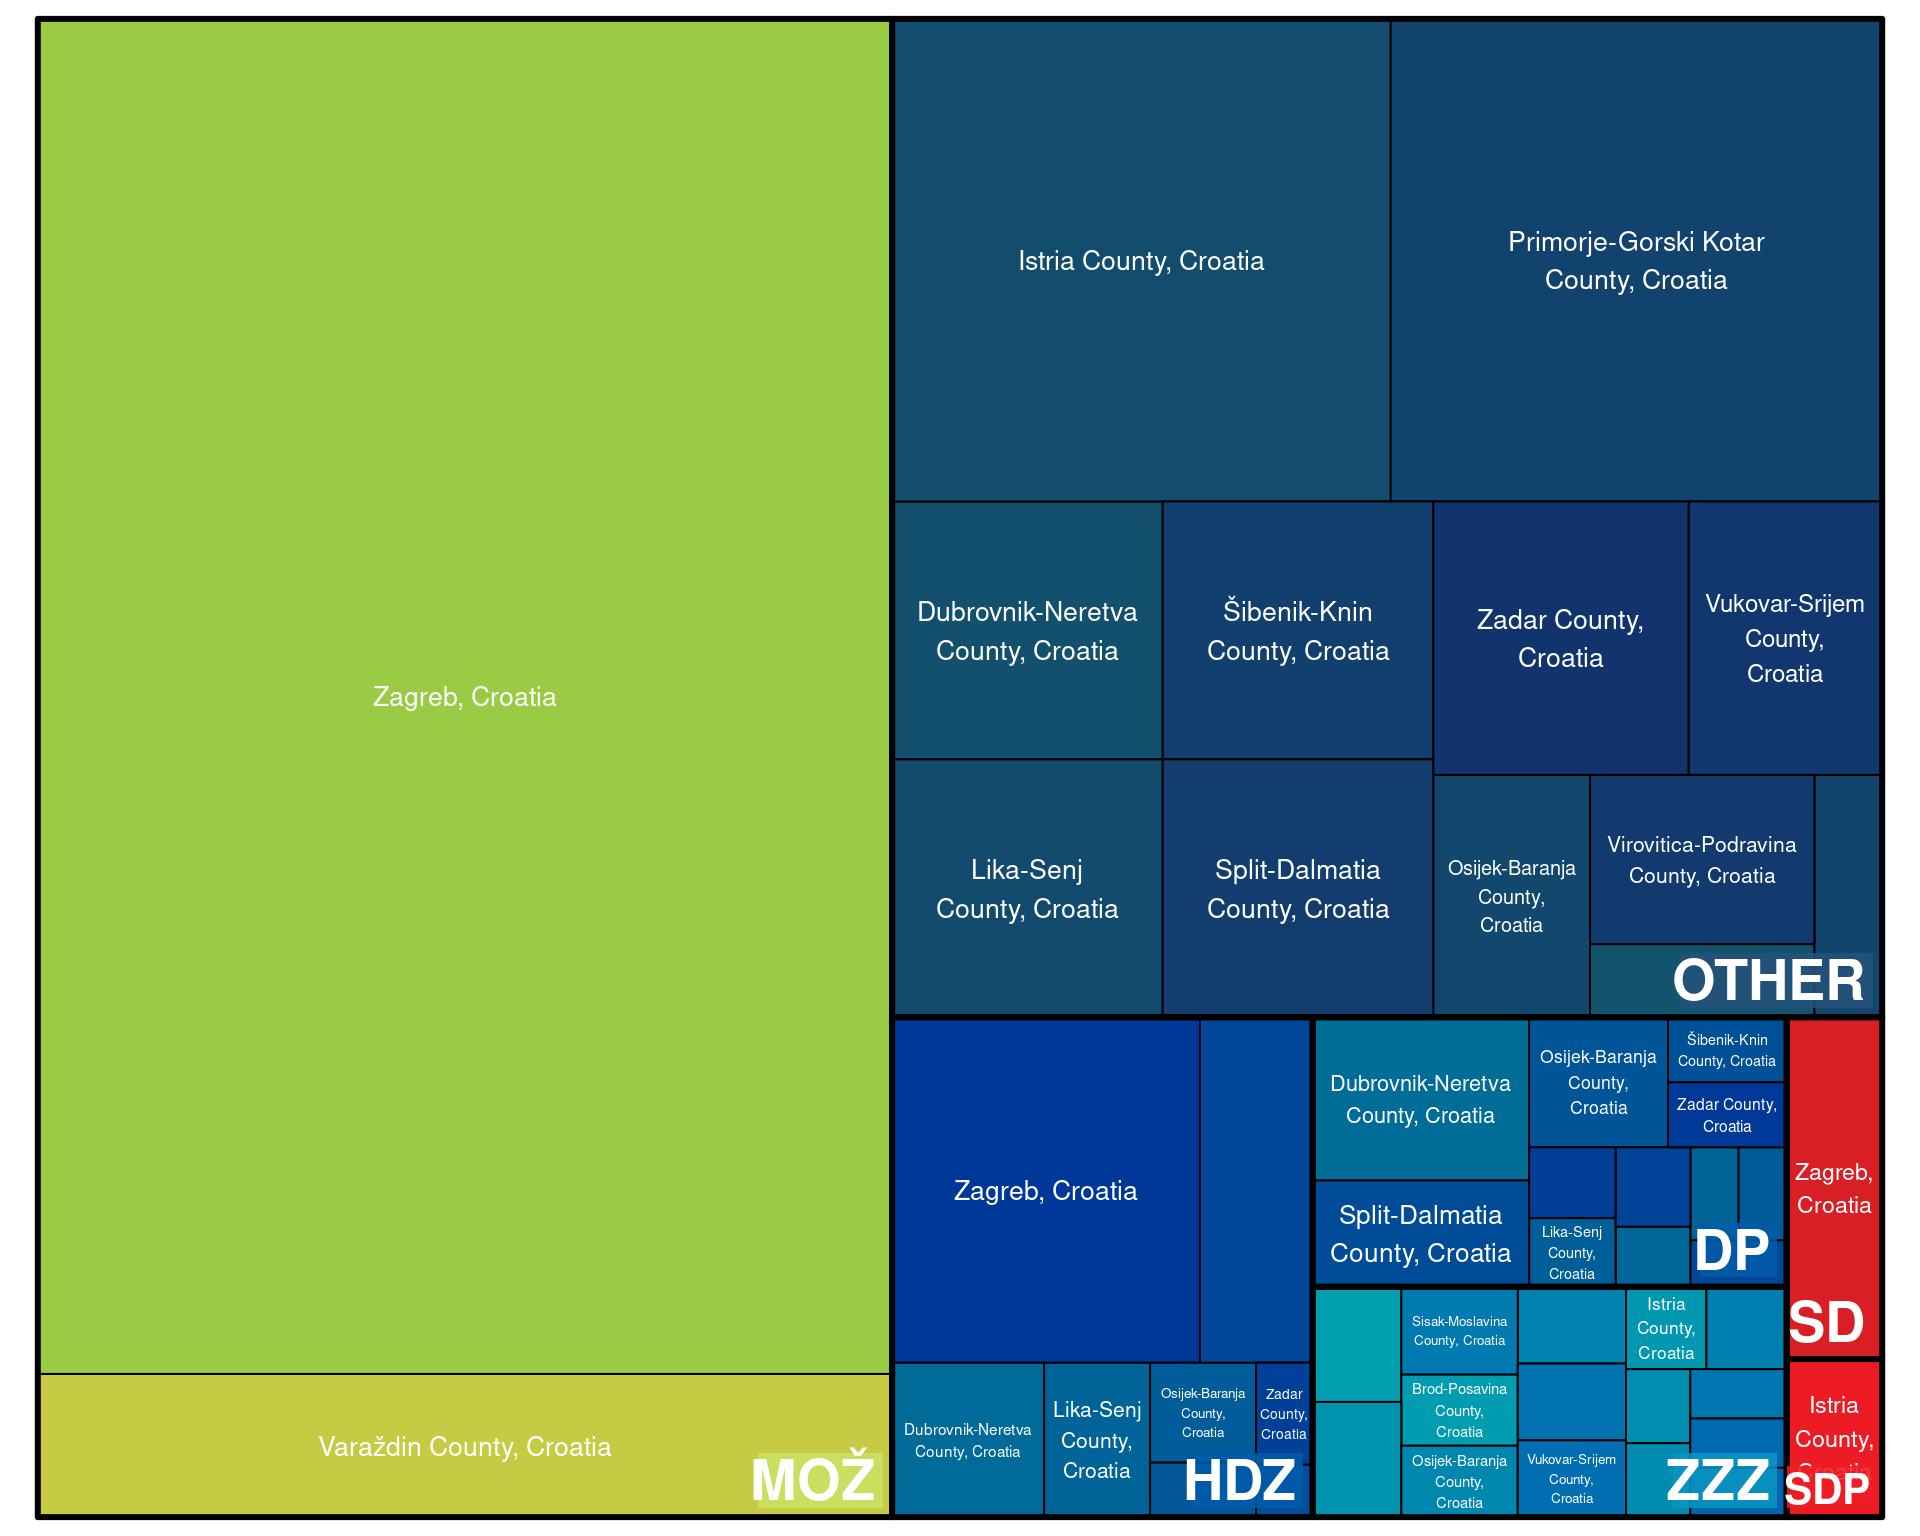 Zagreb, Croatia
Varaždin County, Croatia
MOŽ
Istria County, Croatia
Primorje-Gorski Kotar
County, Croatia
Dubrovnik-Neretva
County, Croatia
Šibenik-Knin
County, Croatia
Zadar County,
Croatia
Vukovar-Srijem
County,
Croatia
Lika-Senj
County, Croatia
Split-Dalmatia
County, Croatia
Osijek-Baranja
County,
Croatia
Virovitica-Podravina
County, Croatia
OTHER
Zagreb, Croatia
Dubrovnik-Neretva
County, Croatia
Lika-Senj
County,
Croatia
Osijek-Baranja
County,
Croatia
Zadar
County,
Croatia
HDZ
Dubrovnik-Neretva
County, Croatia
Split-Dalmatia
County, Croatia
Osijek-Baranja
County,
Croatia
Šibenik-Knin
County, Croatia
Zadar County,
Croatia
Lika-Senj
County,
Croatia
DP
Sisak-Moslavina
County, Croatia
Brod-Posavina
County,
Croatia
Osijek-Baranja
County,
Croatia
Vukovar-Srijem
County,
Croatia
Istria
County,
Croatia
ZZZ
Zagreb,
Croatia
SD
Istria
County,
Croatia
SDP